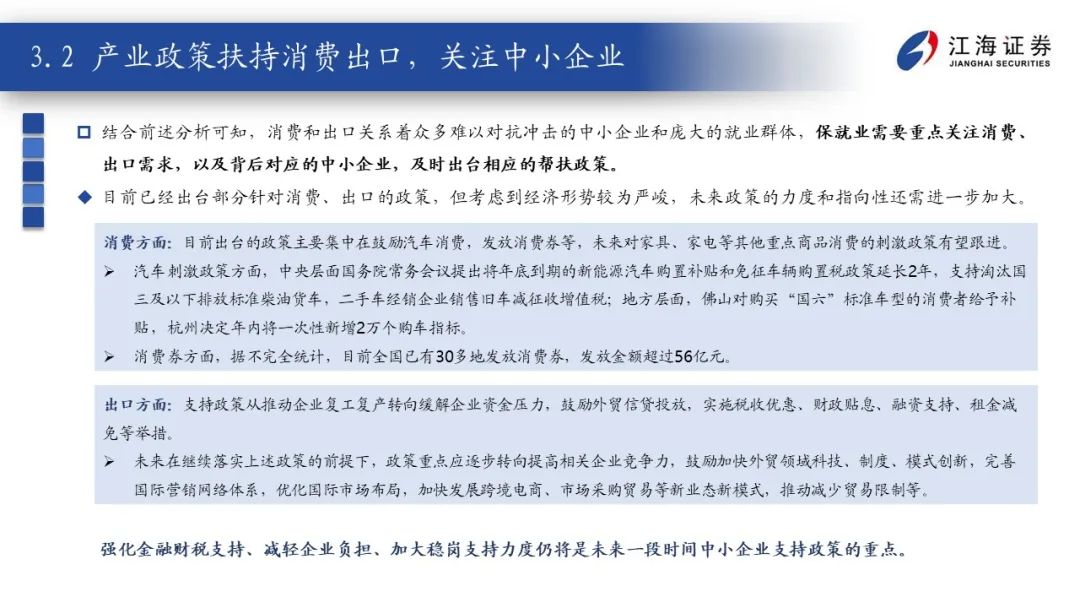 3.2 产业政策扶持消费出口，关注中小企业
江海证券
JIANGHAI SECURITIES
结合前述分析可知，消费和出口关系着众多难以对抗冲击的中小企业和庞大的就业群体，保就业需要重点关注消费、
出口需求，以及背后对应的中小企业，及时出台相应的帮扶政策。
目前已经出台部分针对消费、出口的政策，但考虑到经济形势较为严峻，未来政策的力度和指向性还需进一步加大。
消费方面：目前出台的政策主要集中在鼓励汽车消费，发放消费券等，未来对家具、家电等其他重点商品消费的刺激政策有望跟进。
汽车刺激政策方面，中央层面国务院常务会议提出将年底到期的新能源汽车购置补贴和免征车辆购置税政策延长2年，支持淘汰国
三及以下排放标准柴油货车，二手车经销企业销售旧车减征收增值税；地方层面，佛山对购买“国六”标准车型的消费者给予补
贴，杭州决定年内将一次性新增2万个购车指标。
消费券方面，据不完全统计，目前全国已有30多地发放消费券，发放金额超过56亿元。
出口方面：支持政策从推动企业复工复产转向缓解企业资金压力，鼓励外贸信贷投放，实施税收优惠、财政贴息、融资支持、租金减
免等举措。
未来在继续落实上述政策的前提下，政策重点应逐步转向提高相关企业竞争力，鼓励加快外贸领域科技、制度、模式创新，完善
国际营销网络体系，优化国际市场布局，加快发展跨境电商、市场采购贸易等新业态新模式，推动减少贸易限制等。
强化金融财税支持、减轻企业负担、加大稳岗支持力度仍将是未来一段时间中小企业支持政策的重点。